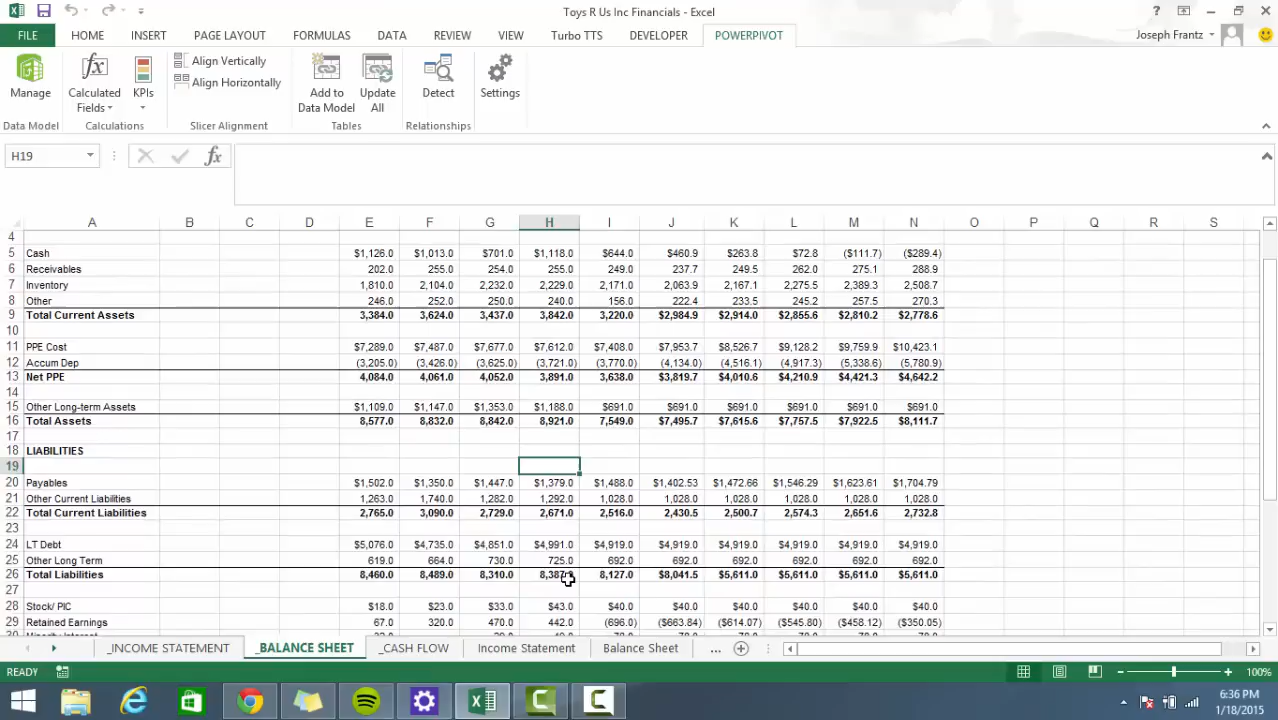 Toys R Us Inc Financials - Excel
FILE HOME INSERT PAGE LAYOUT FORMULAS DATA REVIEW VIEW Turbo TTS DEVELOPER POWERPIVOT Joseph Frantz
Align Vertically
Align Horizontally
Manage Calculated Fields KPIs Add to Data Model Update All Detect Settings
Data Model Calculations Slicer Alignment Tables Relationships
H19
A B C D E F G H I J K L M N O P Q R S
4
5 Cash $1,126.0 $1,013.0 $701.0 $1,118.0 $644.0 $460.9 $263.8 $72.8 ($111.7) ($289.4)
6 Receivables 202.0 255.0 254.0 255.0 249.0 237.7 249.5 262.0 275.1 288.9
7 Inventory 1,810.0 2,104.0 2,232.0 2,229.0 2,171.0 2,063.9 2,167.1 2,275.5 2,389.3 2,508.7
8 Other 246.0 252.0 250.0 240.0 156.0 222.4 233.5 245.2 257.5 270.3
9 Total Current Assets 3,384.0 3,624.0 3,437.0 3,842.0 3,220.0 $2,984.9 $2,914.0 $2,855.6 $2,810.2 $2,778.6
10
11 PPE Cost $7,289.0 $7,487.0 $7,677.0 $7,612.0 $7,408.0 $7,953.7 $8,526.7 $9,128.2 $9,759.9 $10,423.1
12 Accum Dep (3,205.0) (3,426.0) (3,625.0) (3,721.0) (3,770.0) (4,134.0) (4,516.1) (4,917.3) (5,338.6) (5,780.9)
13 Net PPE 4,084.0 4,061.0 4,052.0 3,891.0 3,638.0 $3,819.7 $4,010.6 $4,210.9 $4,421.3 $4,642.2
14
15 Other Long-term Assets $1,109.0 $1,147.0 $1,353.0 $1,188.0 $691.0 $691.0 $691.0 $691.0 $691.0 $691.0
16 Total Assets 8,577.0 8,832.0 8,842.0 8,921.0 7,549.0 $7,495.7 $7,615.6 $7,757.5 $7,922.5 $8,111.7
17
18 LIABILITIES
19
20 Payables $1,502.0 $1,350.0 $1,447.0 $1,379.0 $1,488.0 $1,402.53 $1,472.66 $1,546.29 $1,623.61 $1,704.79
21 Other Current Liabilities 1,263.0 1,740.0 1,282.0 1,292.0 1,028.0 1,028.0 1,028.0 1,028.0 1,028.0 1,028.0
22 Total Current Liabilities 2,765.0 3,090.0 2,729.0 2,671.0 2,516.0 2,430.5 2,500.7 2,574.3 2,651.6 2,732.8
23
24 LT Debt $5,076.0 $4,735.0 $4,851.0 $4,991.0 $4,919.0 $4,919.0 $4,919.0 $4,919.0 $4,919.0 $4,919.0
25 Other Long Term 619.0 664.0 730.0 725.0 692.0 692.0 692.0 692.0 692.0 692.0
26 Total Liabilities 8,460.0 8,489.0 8,310.0 8,127.0 $8,041.5 $5,611.0 $5,611.0 $5,611.0 $5,611.0
27
28 Stock/ PIC $18.0 $23.0 $33.0 $43.0 $40.0 $40.0 $40.0 $40.0 $40.0 $40.0
29 Retained Earnings 67.0 320.0 470.0 442.0 (696.0) ($663.84) ($614.07) ($545.80) ($458.12) ($350.05)
_INCOME STATEMENT _BALANCE SHEET _CASH FLOW Income Statement Balance Sheet ...
READY 100%
6:36 PM
1/18/2015